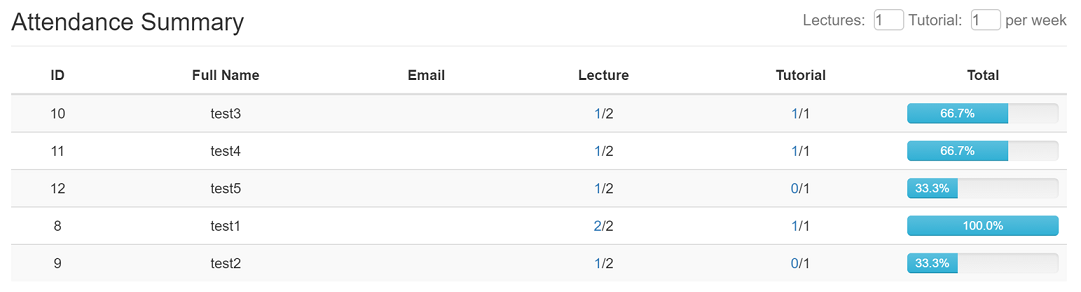 Attendance Summary Lectures: 1 Tutorial: 1 per week
ID Full Name Email Lecture Tutorial Total
10 test3 1/2 1/1 66.7%
11 test4 1/2 1/1 66.7%
12 test5 1/2 0/1 33.3%
8 test1 2/2 1/1 100.0%
9 test2 1/2 0/1 33.3%